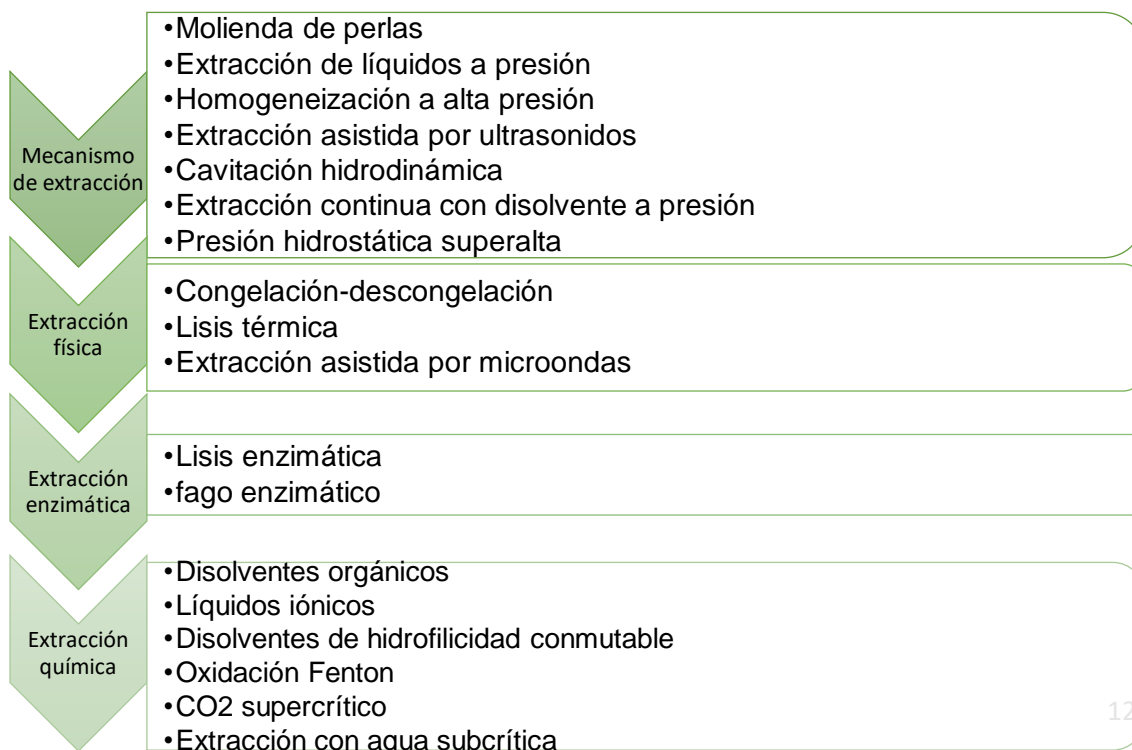 Mecanismo
de extracción
•Molienda de perlas
•Extracción de líquidos a presión
•Homogeneización a alta presión
•Extracción asistida por ultrasonidos
•Cavitación hidrodinámica
•Extracción continua con disolvente a presión
•Presión hidrostática superalta
Extracción
física
•Congelación-descongelación
•Lisis térmica
•Extracción asistida por microondas
Extracción
enzimática
•Lisis enzimática
•fago enzimático
Extracción
química
•Disolventes orgánicos
•Líquidos iónicos
•Disolventes de hidrofilicidad conmutable
•Oxidación Fenton
•CO2 supercrítico
•Extracción con agua subcrítica
12